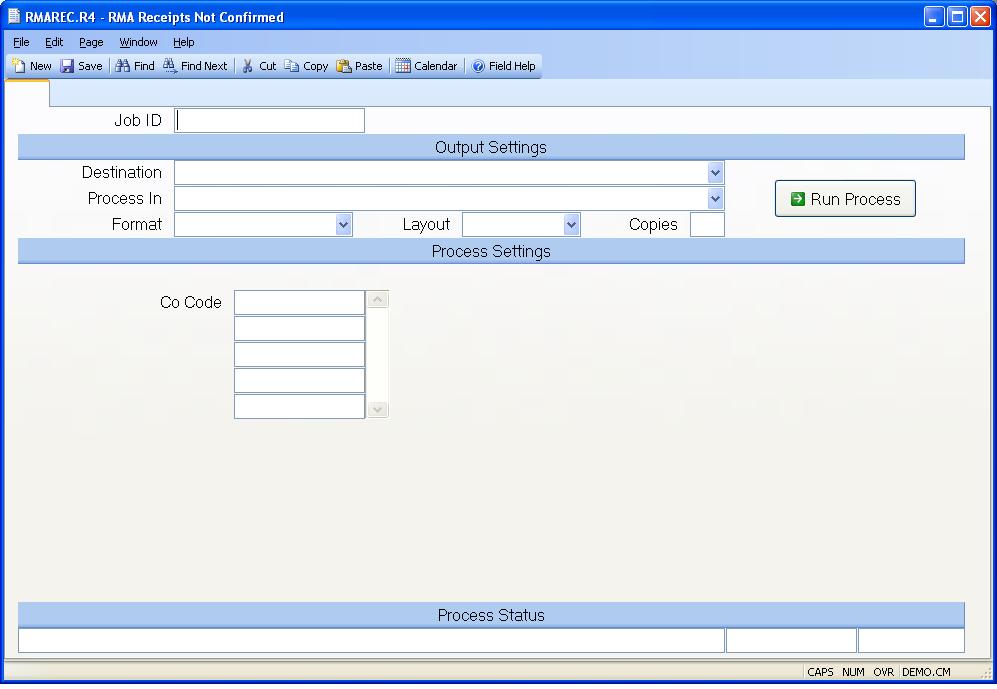 RMAREC.R4 - RMA Receipts Not Confirmed
File Edit Page Window Help
New Save Find Find Next Cut Copy Paste Calendar Field Help
Job ID
Output Settings
Destination
Process In
Run Process
Format Layout Copies
Process Settings
Co Code
Process Status
CAPS NUM OVR DEMO.CM